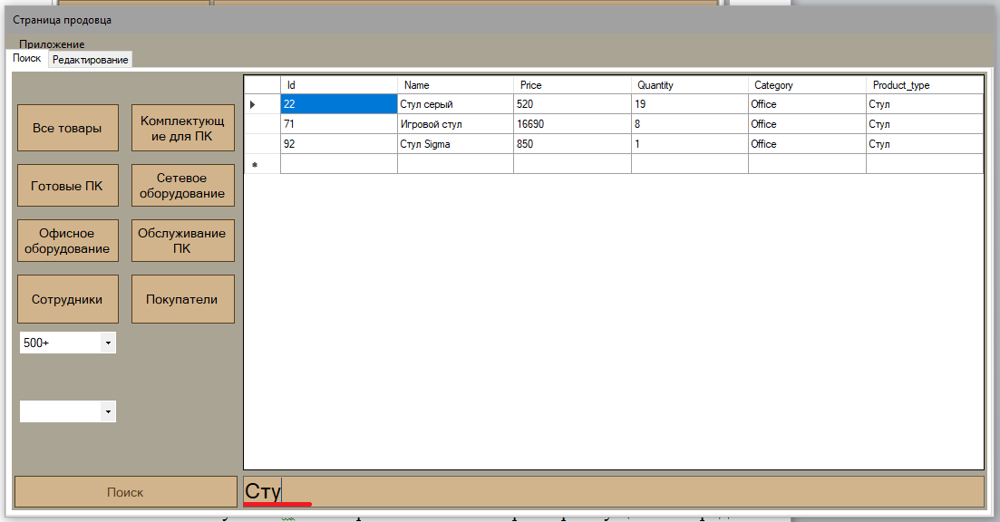 Страница продовца
Приложение
Поиск Редактирование
Id Name Price Quantity Category Product_type
22 Стул серый 520 19 Office Стул
71 Игровой стул 16690 8 Office Стул
92 Стул Sigma 850 1 Office Стул
Все товары
Комплектующ
ие для ПК
Готовые ПК
Сетевое
оборудование
Офисное
оборудование
Обслуживание
ПК
Сотрудники
Покупатели
500+
Поиск
Сту